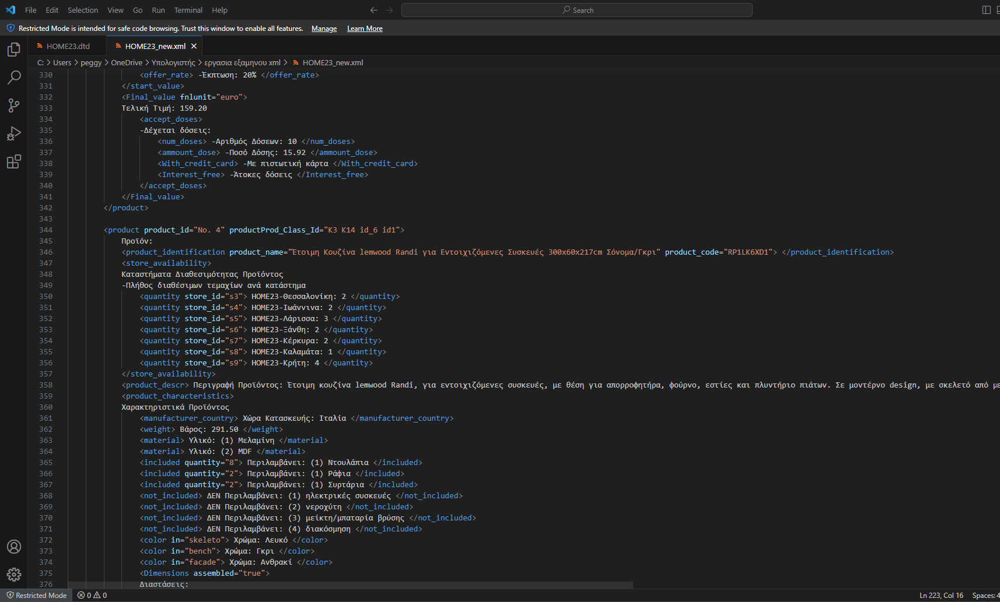 File Edit Selection View Go Run Terminal Help Search
Restricted Mode is intended for safe code browsing. Trust this window to enable all features. Manage Learn More
HOME23.dtd HOME23_new.xml
C: > Users > peggy > OneDrive > Υπολογιστής > εργασια εξαμηνου xml > HOME23_new.xml
330 <offer_rate> -Έκπτωση: 20% </offer_rate>
331 </start_value>
332 <Final_value fnlunit="euro">
333 Τελική Τιμή: 159.20
334 <accept_doses>
335 -Δέχεται δόσεις:
336 <num_doses> -Αριθμός Δόσεων: 10 </num_doses>
337 <ammount_dose> -Ποσό Δόσης: 15.92 </ammount_dose>
338 <With_credit_card> -Με πιστωτική κάρτα </With_credit_card>
339 <Interest_free> -Άτοκες δόσεις </Interest_free>
340 </accept_doses>
341 </Final_value>
342 </product>
343
344 <product product_id="No. 4" productProd_Class_Id="K3 K14 id_6 id1">
345 Προϊόν:
346 <product_identification product_name="Έτοιμη Κουζίνα lemwood Randi για Εντοιχιζόμενες Συσκευές 300x60x217cm Σόνομα/Γκρι" product_code="RP1LK6XD1"> </product_identification>
347 <store_availability>
348 Καταστήματα Διαθεσιμότητας Προϊόντος
349 -Πλήθος διαθέσιμων τεμαχίων ανά κατάστημα
350 <quantity store_id="s3"> HOME23-Θεσσαλονίκη: 2 </quantity>
351 <quantity store_id="s4"> HOME23-Ιωάννινα: 2 </quantity>
352 <quantity store_id="s5"> HOME23-Λάρισσα: 3 </quantity>
353 <quantity store_id="s6"> HOME23-Ξάνθη: 2 </quantity>
354 <quantity store_id="s7"> HOME23-Κέρκυρα: 2 </quantity>
355 <quantity store_id="s8"> HOME23-Καλαμάτα: 1 </quantity>
356 <quantity store_id="s9"> HOME23-Κρήτη: 4 </quantity>
357 </store_availability>
358 <product_descr> Περιγραφή Προϊόντος: Έτοιμη κουζίνα lemwood Randi, για εντοιχιζόμενες συσκευές, με θέση για απορροφητήρα, φούρνο, εστίες και πλυντήριο πιάτων. Σε μοντέρνο design, με σκελετό από με
359 <product_characteristics>
360 Χαρακτηριστικά Προϊόντος
361 <manufacturer_country> Χώρα Κατασκευής: Ιταλία </manufacturer_country>
362 <weight> Βάρος: 291.50 </weight>
363 <material> Υλικό: (1) Μελαμίνη </material>
364 <material> Υλικό: (2) MDF </material>
365 <included quantity="8"> Περιλαμβάνει: (1) Ντουλάπια </included>
366 <included quantity="2"> Περιλαμβάνει: (1) Ράφια </included>
367 <included quantity="2"> Περιλαμβάνει: (1) Συρτάρια </included>
368 <not_included> ΔΕΝ Περιλαμβάνει: (1) ηλεκτρικές συσκευές </not_included>
369 <not_included> ΔΕΝ Περιλαμβάνει: (2) νεροχύτη </not_included>
370 <not_included> ΔΕΝ Περιλαμβάνει: (3) μείκτη/μπαταρία βρύσης </not_included>
371 <not_included> ΔΕΝ Περιλαμβάνει: (4) διακόσμηση </not_included>
372 <color in="skeleto"> Χρώμα: Λευκό </color>
373 <color in="bench"> Χρώμα: Γκρι </color>
374 <color in="facade"> Χρώμα: Ανθρακί </color>
375 <Dimensions assembled="true">
376 Διαστάσεις:
Restricted Mode 0 0 Ln 223, Col 16 Spaces: 4